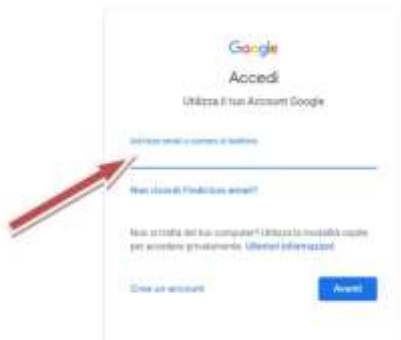 Google
Accedi
Utilizza il tuo Account Google
Indirizzo email o numero di telefono
Non ricordi l'indirizzo email?
Non si tratta del tuo computer? Utilizza la modalità ospite
per accedere privatamente. Ulteriori informazioni
Crea un account
Avanti